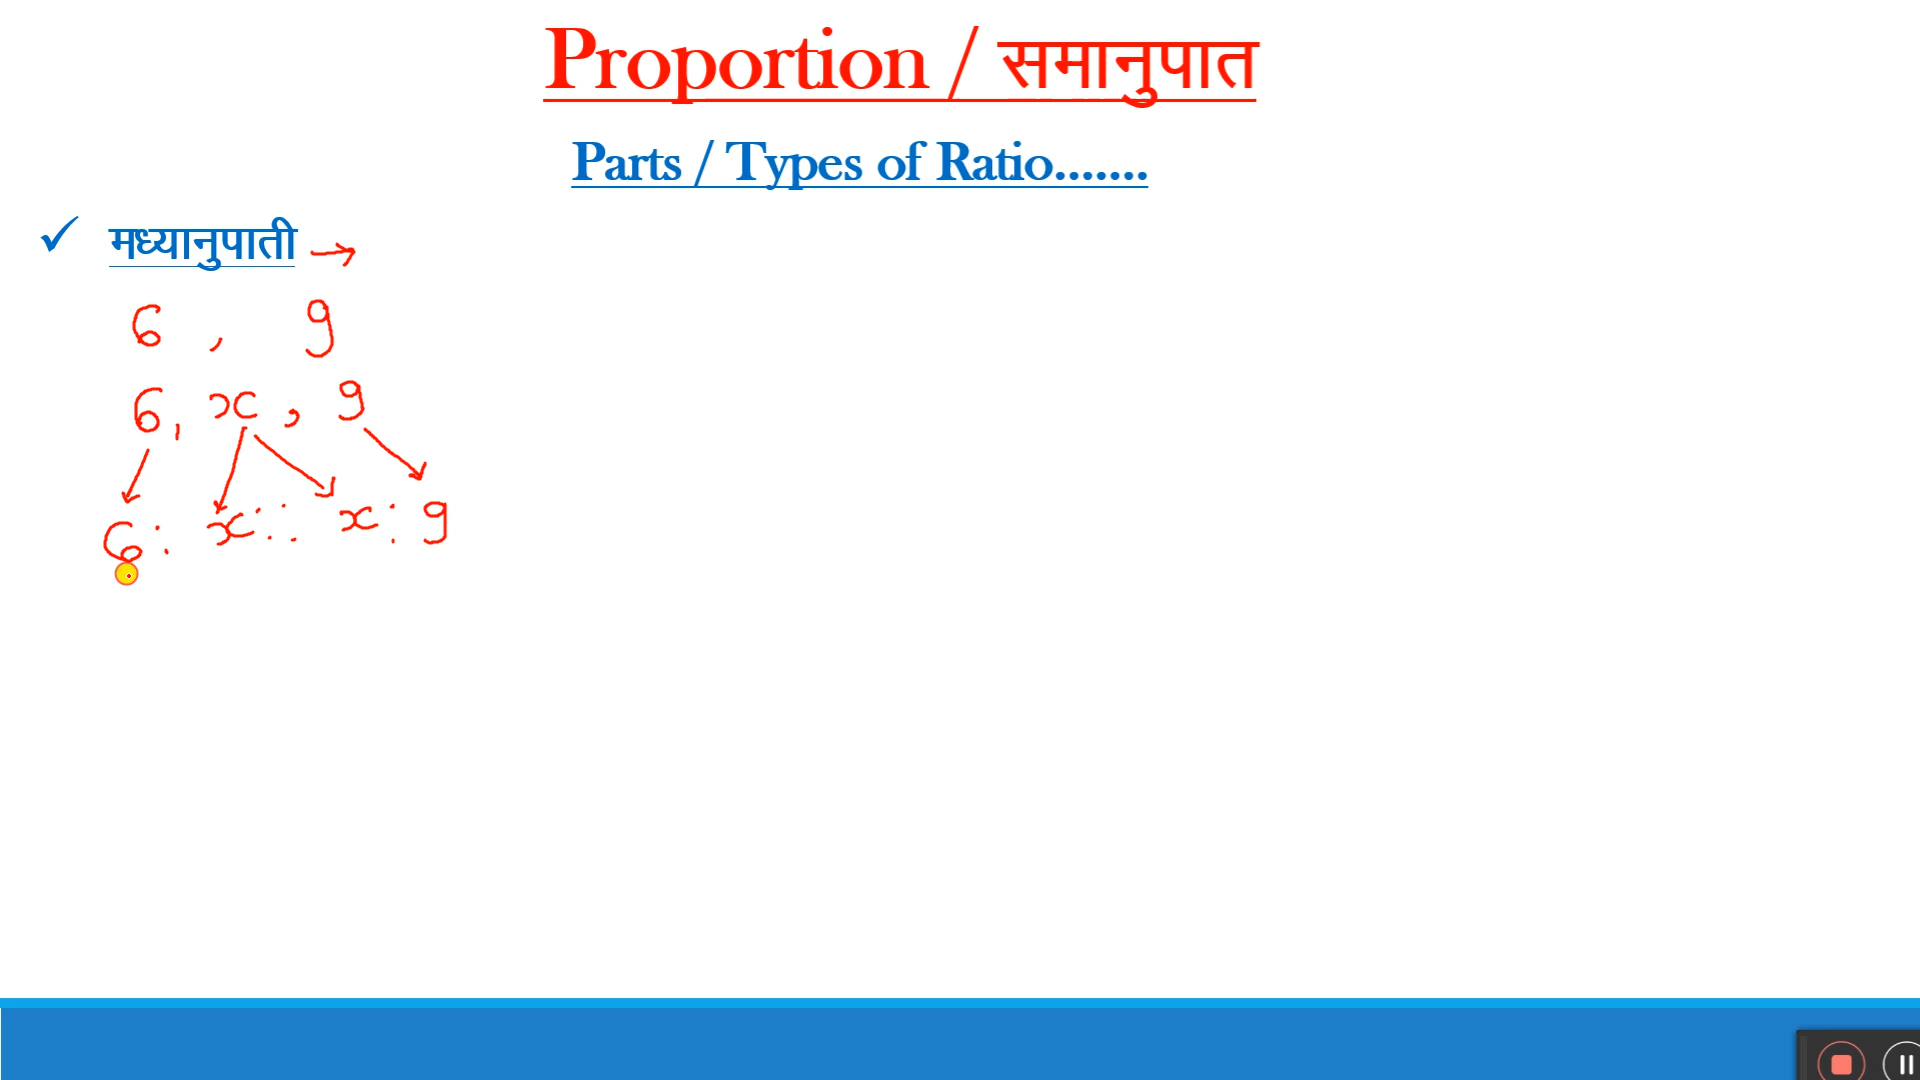 Proportion / समानुपात
Parts / Types of Ratio.......
✓ मध्यानुपाती →
6 , 9
6, x , 9
6 : x :: x : 9